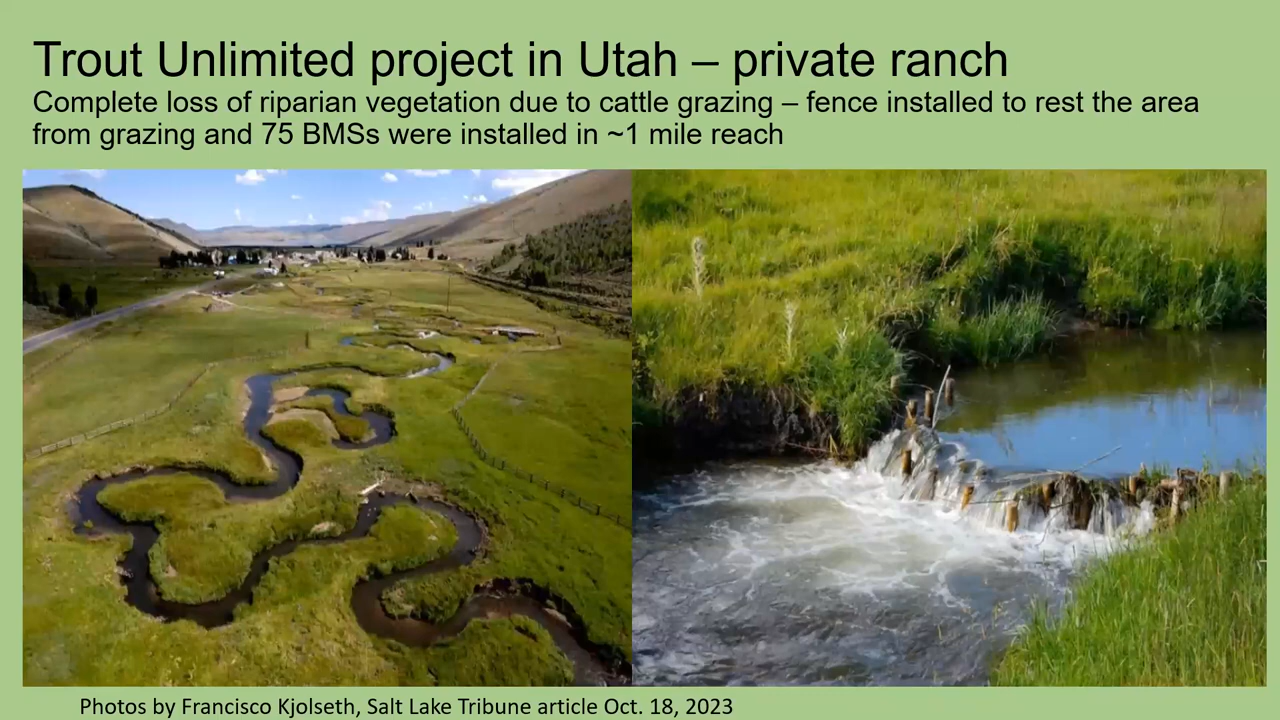 Trout Unlimited project in Utah – private ranch
Complete loss of riparian vegetation due to cattle grazing – fence installed to rest the area
from grazing and 75 BMSs were installed in ~1 mile reach
Photos by Francisco Kjolseth, Salt Lake Tribune article Oct. 18, 2023